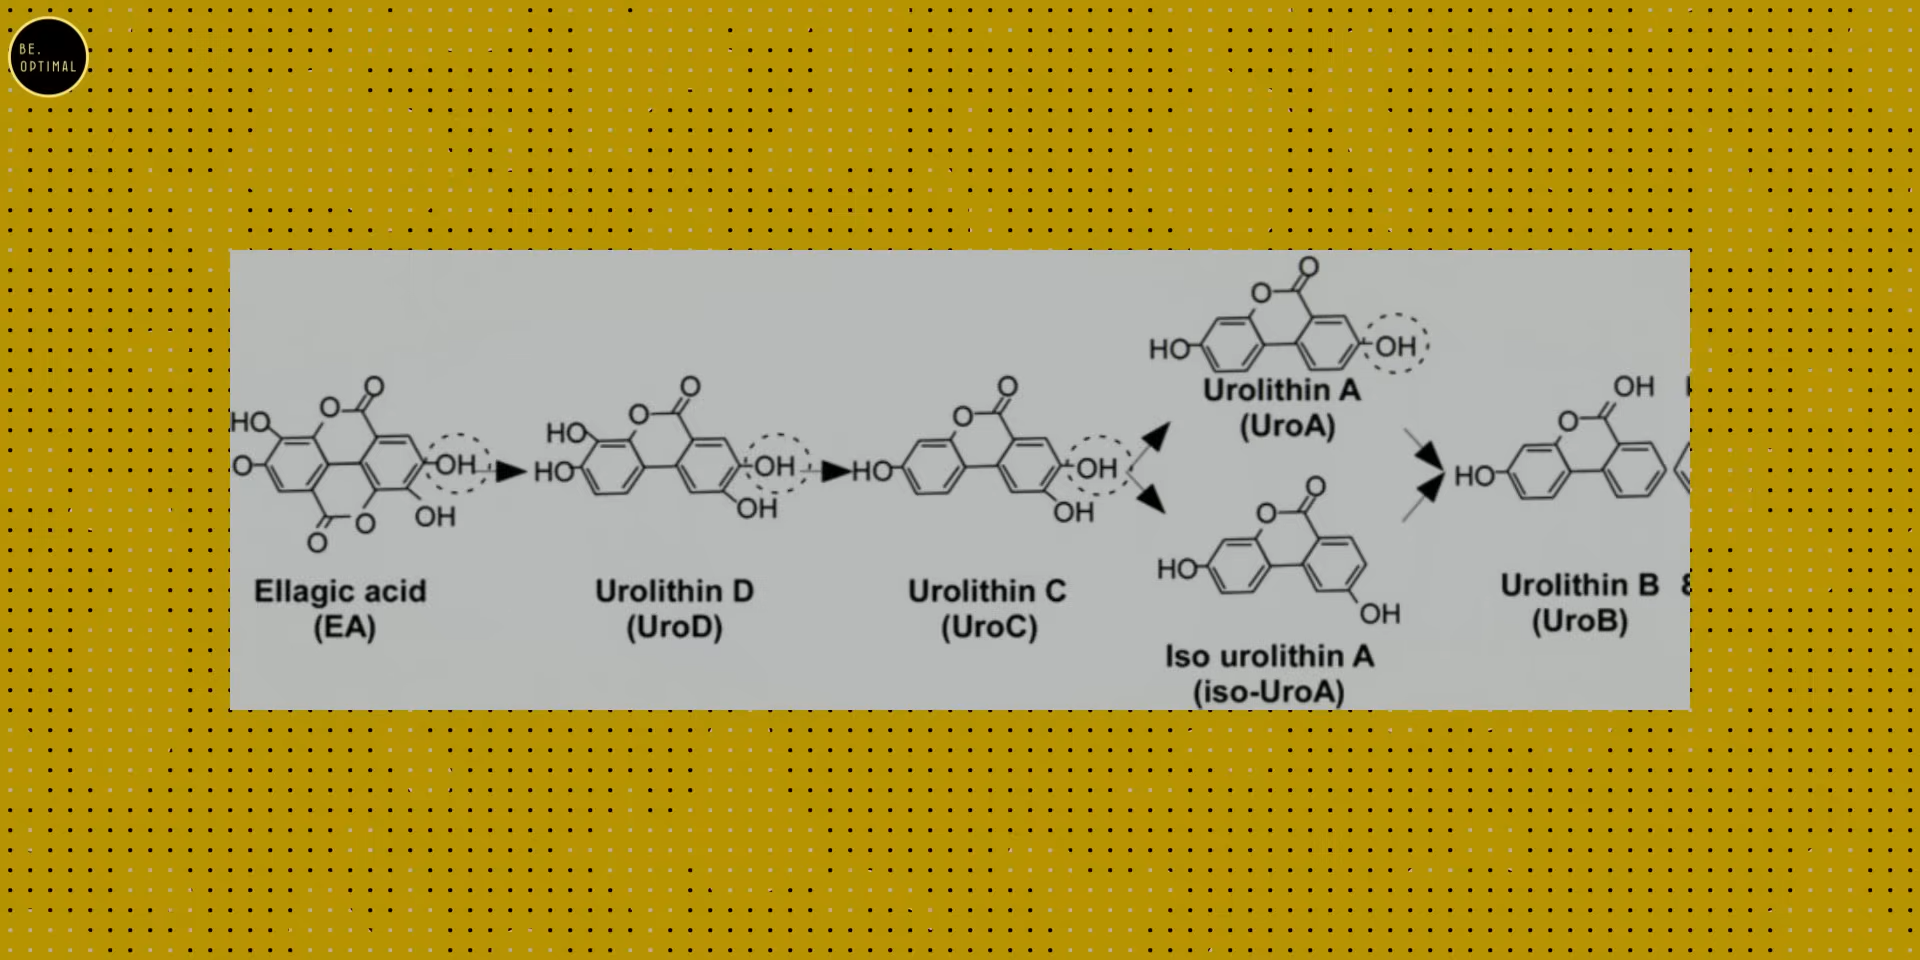 BE.
OPTIMAL
O
O
HO
O
OH
OH
O
O
Ellagic acid
(EA)
O
O
HO
HO
OH
OH
Urolithin D
(UroD)
O
O
HO
OH
OH
Urolithin C
(UroC)
O
O
HO
OH
Urolithin A
(UroA)
O
O
HO
OH
Iso urolithin A
(iso-UroA)
OH
O
HO
Urolithin B
(UroB)